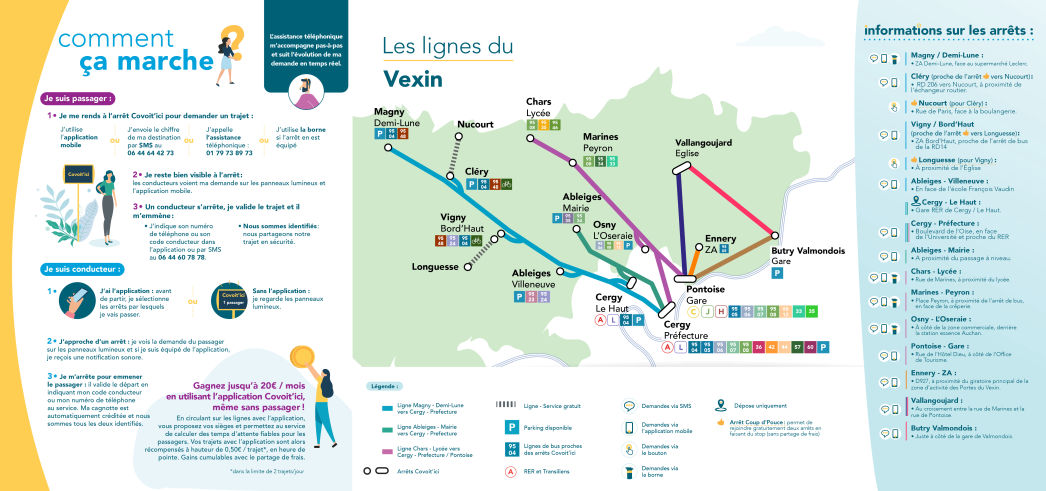 comment
ça marche
L'assistance téléphonique
m'accompagne pas-à-pas
et suit l'évolution de ma
demande en temps réel.
Je suis passager :
1 • Je me rends à l'arrêt Covoit'ici pour demander un trajet :
J'utilise
l'application
mobile
ou
J'envoie le chiffre
de ma destination
par SMS au
06 44 64 42 73
ou
J'appelle
l'assistance
téléphonique :
01 79 73 89 73
ou
J'utilise la borne
si l'arrêt en est
équipé
Covoit'ici
2 • Je reste bien visible à l'arrêt :
les conducteurs voient ma demande sur les panneaux lumineux et
l'application mobile.
3 • Un conducteur s'arrête, je valide le trajet et il
m'emmène :
• J'indique son numéro
de téléphone ou son
code conducteur dans
l'application ou par SMS
au 06 44 60 78 78.
• Nous sommes identifiés :
nous partageons notre
trajet en sécurité.
Je suis conducteur :
1 •
J'ai l'application : avant
de partir, je sélectionne
les arrêts par lesquels
je vais passer.
ou
Covoit'ici
1 passager
Sans l'application :
je regarde les panneaux
lumineux.
2 • J'approche d'un arrêt : je vois la demande du passager
sur les panneaux lumineux et si je suis équipé de l'application,
je reçois une notification sonore.
3 • Je m'arrête pour emmener
le passager : il valide le départ en
indiquant mon code conducteur
ou mon numéro de téléphone
au service. Ma cagnotte est
automatiquement créditée et nous
sommes tous les deux identifiés.
Gagnez jusqu'à 20€ / mois
en utilisant l'application Covoit'ici,
même sans passager !
En circulant sur les lignes avec l'application,
vous proposez vos sièges et permettez au service
de calculer des temps d'attente fiables pour les
passagers. Vos trajets avec l'application sont alors
récompensés à hauteur de 0,50€ / trajet*, en heure de
pointe. Gains cumulables avec le partage de frais.
*dans la limite de 2 trajets/jour
Les lignes du
Vexin
Magny
Demi-Lune
P 95 04 95 48
Nucourt
Chars
Lycée
Marines
Peyron
Vallangoujard
Eglise
Cléry
P 95 04 95 48
Ableiges
Mairie
P
Vigny
Bord'Haut
95 48 95 04
Osny
L'Oseraie
P
Ennery
ZA 95
Butry Valmondois
Gare
P
Longuesse
Ableiges
Villeneuve
P
Cergy
Le Haut
A L 95 04 P
Pontoise
Gare
C J H 95 05 95 06 95 07 95 08 33 35
Cergy
Préfecture
A L 95 04 95 05 95 06 95 07 95 08 36 42 44 57 60 P
Légende :
Ligne Magny - Demi-Lune
vers Cergy - Préfecture
Ligne Ableiges - Mairie
vers Cergy - Préfecture
Ligne Chars - Lycée vers
Cergy - Préfecture / Pontoise
Arrêts Covoit'ici
Ligne - Service gratuit
P Parking disponible
95 04 Lignes de bus proches
des arrêts Covoit'ici
A RER et Transiliens
Demandes via SMS
Demandes via
l'application mobile
Demandes via
le bouton
Demandes via
la borne
Dépose uniquement
Arrêt Coup d'Pouce : permet de
rejoindre gratuitement deux arrêts en
faisant du stop (sans partage de frais)
informations sur les arrêts :
Magny / Demi-Lune :
• ZA Demi-Lune, face au supermarché Leclerc.
Cléry (proche de l'arrêt vers Nucourt) :
• RD 206 vers Nucourt, à proximité de
l'échangeur routier.
Nucourt (pour Cléry) :
• Rue de Paris, face à la boulangerie.
Vigny / Bord'Haut
(proche de l'arrêt vers Longuesse) :
• ZA Bord'Haut, proche de l'arrêt de bus
de la RD14
Longuesse (pour Vigny) :
• A proximité de l'Église
Ableiges - Villeneuve :
• En face de l'école François Vaudin
Cergy - Le Haut :
• Gare RER de Cergy / Le Haut.
Cergy - Préfecture :
• Boulevard de l'Oise, en face
de l'Université et proche du RER
Ableiges - Mairie :
• A proximité du passage à niveau.
Chars - Lycée :
• Rue de Marines, à proximité du lycée.
Marines - Peyron :
• Place Peyron, à proximité de l'arrêt de bus,
en face de la crêperie.
Osny - L'Oseraie :
• À côté de la zone commerciale, derrière
la station essence Auchan.
Pontoise - Gare :
• Rue de l'Hôtel Dieu, à côté de l'Office
de Tourisme.
Ennery - ZA :
• D927, à proximité du giratoire principal de la
zone d'activité des Portes du Vexin.
Vallangoujard :
• Au croisement entre la rue de Marines et la
rue de Pontoise
Butry Valmondois :
• Juste à côté de la gare de Valmondois